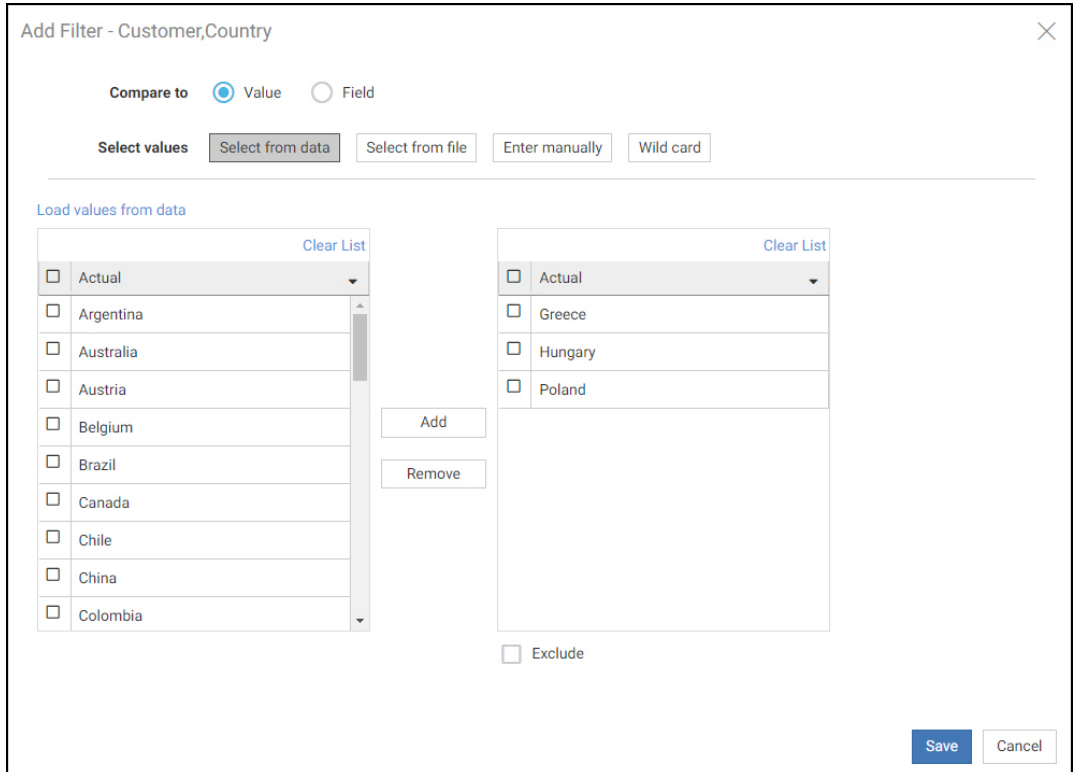 Add Filter - Customer,Country
Compare to Value Field
Select values Select from data Select from file Enter manually Wild card
Load values from data
Clear List
Actual
Argentina
Australia
Austria
Belgium
Brazil
Canada
Chile
China
Colombia
Add
Remove
Clear List
Actual
Greece
Hungary
Poland
Exclude
Save Cancel